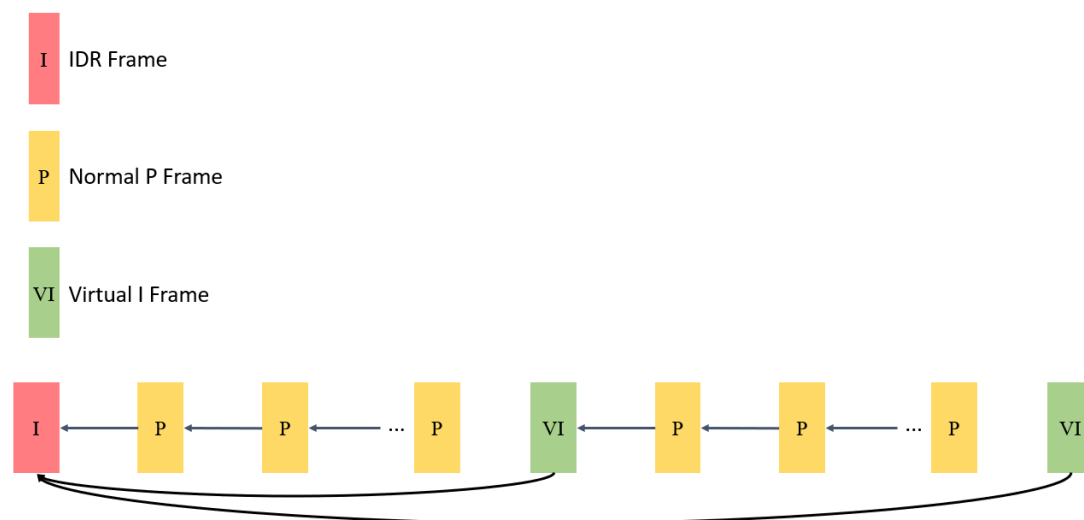 I IDR Frame
P Normal P Frame
VI Virtual I Frame
I P P ... P VI P P ... P VI